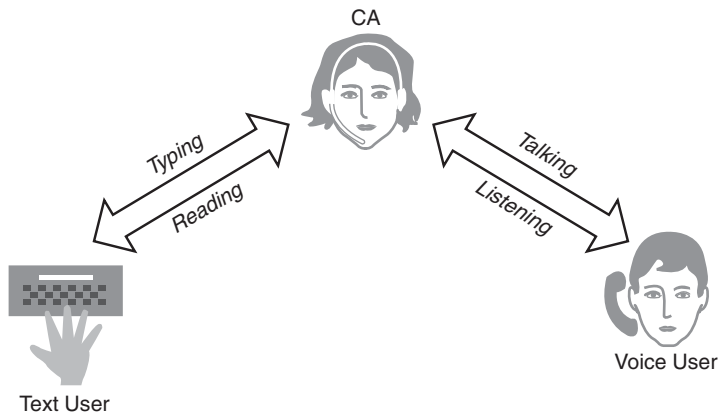 CA
Typing
Reading
Talking
Listening
Text User
Voice User